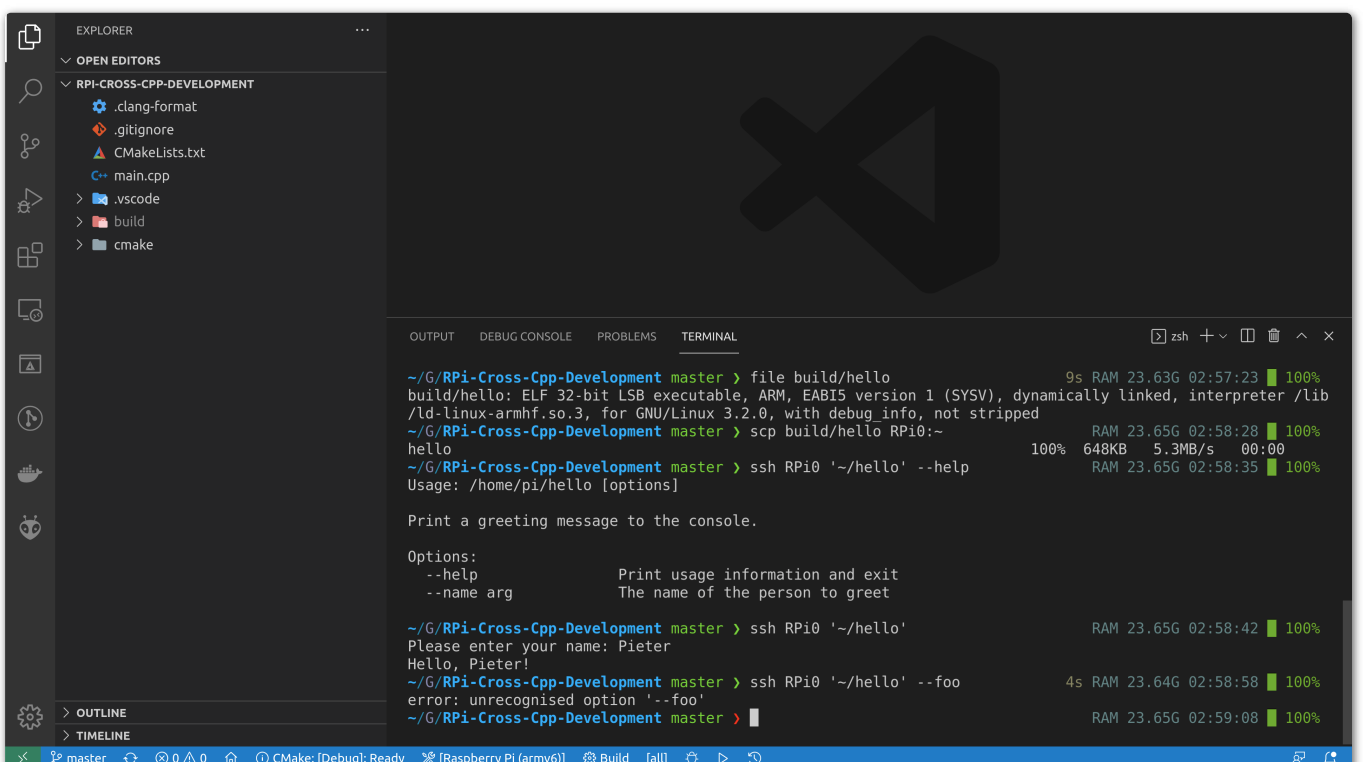 EXPLORER ···
OPEN EDITORS
RPI-CROSS-CPP-DEVELOPMENT
.clang-format
.gitignore
CMakeLists.txt
C++ main.cpp
.vscode
build
cmake
OUTLINE
TIMELINE
OUTPUT DEBUG CONSOLE PROBLEMS TERMINAL zsh
~/G/RPi-Cross-Cpp-Development master ❯ file build/hello 9s RAM 23.63G 02:57:23 100%
build/hello: ELF 32-bit LSB executable, ARM, EABI5 version 1 (SYSV), dynamically linked, interpreter /lib
/ld-linux-armhf.so.3, for GNU/Linux 3.2.0, with debug_info, not stripped
~/G/RPi-Cross-Cpp-Development master ❯ scp build/hello RPi0:~ RAM 23.65G 02:58:28 100%
hello 100% 648KB 5.3MB/s 00:00
~/G/RPi-Cross-Cpp-Development master ❯ ssh RPi0 '~/hello' --help RAM 23.65G 02:58:35 100%
Usage: /home/pi/hello [options]
Print a greeting message to the console.
Options:
--help Print usage information and exit
--name arg The name of the person to greet
~/G/RPi-Cross-Cpp-Development master ❯ ssh RPi0 '~/hello' RAM 23.65G 02:58:42 100%
Please enter your name: Pieter
Hello, Pieter!
~/G/RPi-Cross-Cpp-Development master ❯ ssh RPi0 '~/hello' --foo 4s RAM 23.64G 02:58:58 100%
error: unrecognised option '--foo'
~/G/RPi-Cross-Cpp-Development master ❯ RAM 23.65G 02:59:08 100%
master 0 0 CMake: [Debug]: Ready [Raspberry Pi (armv6)] Build [all]